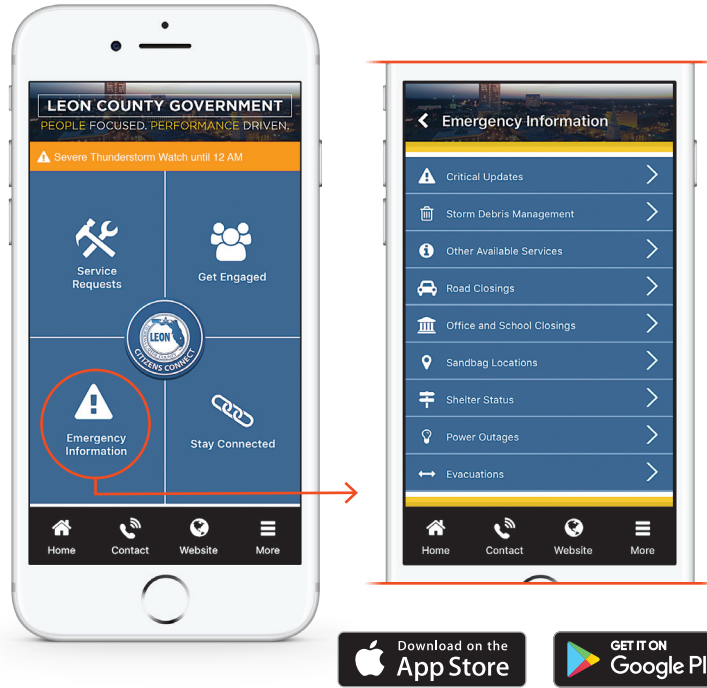 LEON COUNTY GOVERNMENT
PEOPLE FOCUSED. PERFORMANCE DRIVEN.
Severe Thunderstorm Watch until 12 AM
Service
Requests
Get Engaged
LEON
CITIZENS CONNECT
Emergency
Information
Stay Connected
Home
Contact
Website
More
Emergency Information
Critical Updates
Storm Debris Management
Other Available Services
Road Closings
Office and School Closings
Sandbag Locations
Shelter Status
Power Outages
Evacuations
Home
Contact
Website
More
Download on the
App Store
GET IT ON
Google Pl